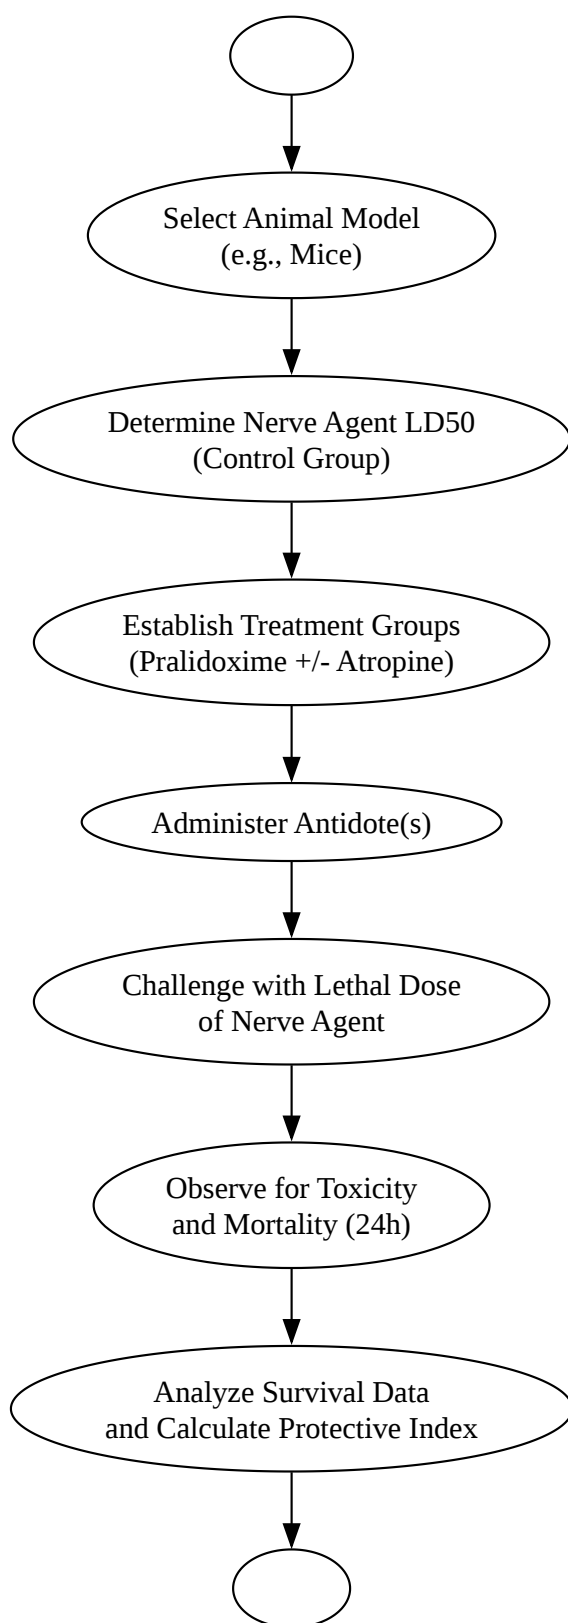 Select Animal Model
(e.g., Mice)
Determine Nerve Agent LD50
(Control Group)
Establish Treatment Groups
(Pralidoxime +/- Atropine)
Administer Antidote(s)
Challenge with Lethal Dose
of Nerve Agent
Observe for Toxicity
and Mortality (24h)
Analyze Survival Data
and Calculate Protective Index